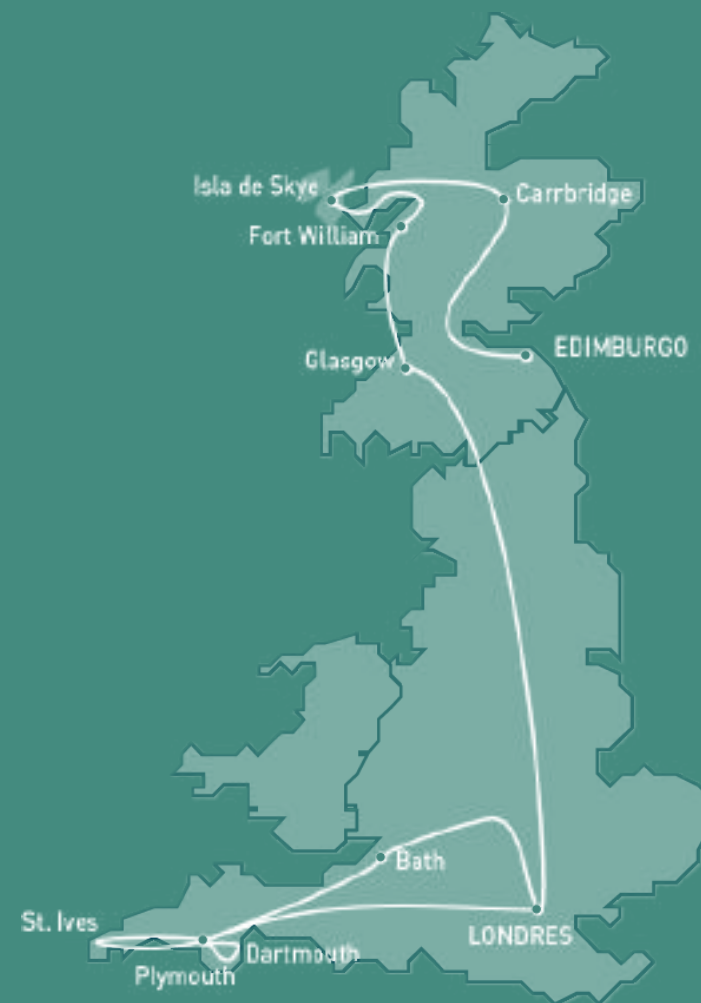 Isla de Skye
Carrbridge
Fort William
EDIMBURGO
Glasgow
Bath
St. Ives
LONDRES
Dartmouth
Plymouth